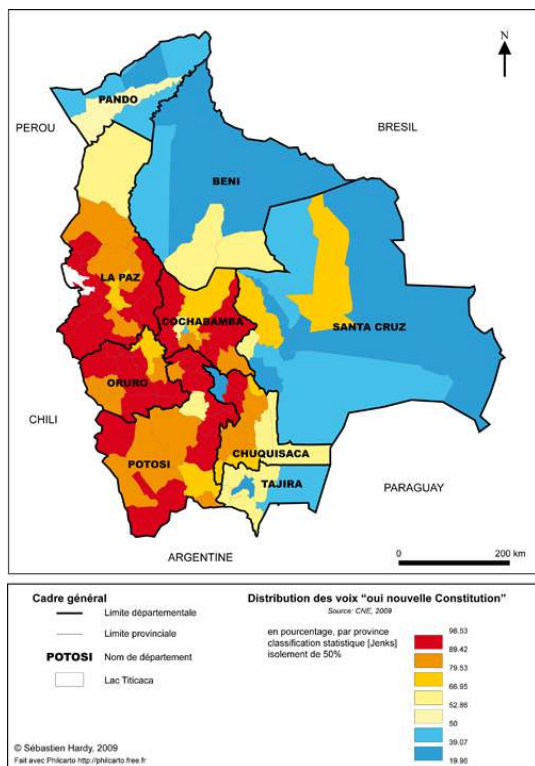 N
PANDO
PEROU
BRESIL
BENI
LA PAZ
COCHABAMBA
SANTA CRUZ
ORURO
CHILI
CHUQUISACA
POTOSI
TAJIRA
PARAGUAY
ARGENTINE
0
200 km
Cadre général
Limite départementale
Limite provinciale
POTOSI
Nom de département
Lac Titicaca
© Sébastien Hardy, 2009
Fait avec Philcarto http://philcarto.free.fr
Distribution des voix "oui nouvelle Constitution"
Source: CNE, 2009
en pourcentage, par province
classification statistique [Jenks]
isolement de 50%
98.53
89.42
79.53
66.95
52.86
50
39.07
19.96